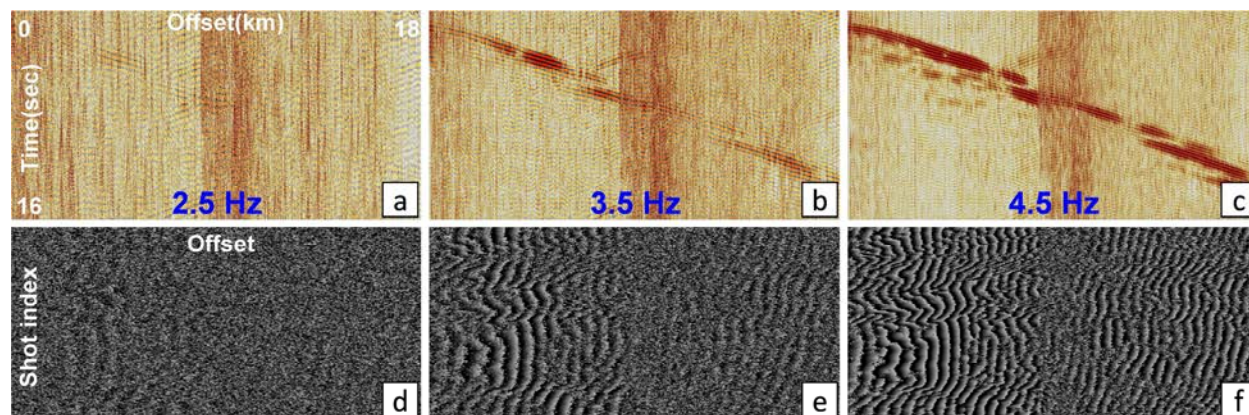 0 Offset(km) 18
Time(sec)
16 2.5 Hz a
3.5 Hz b
4.5 Hz c
Offset
Shot index
d
e
f